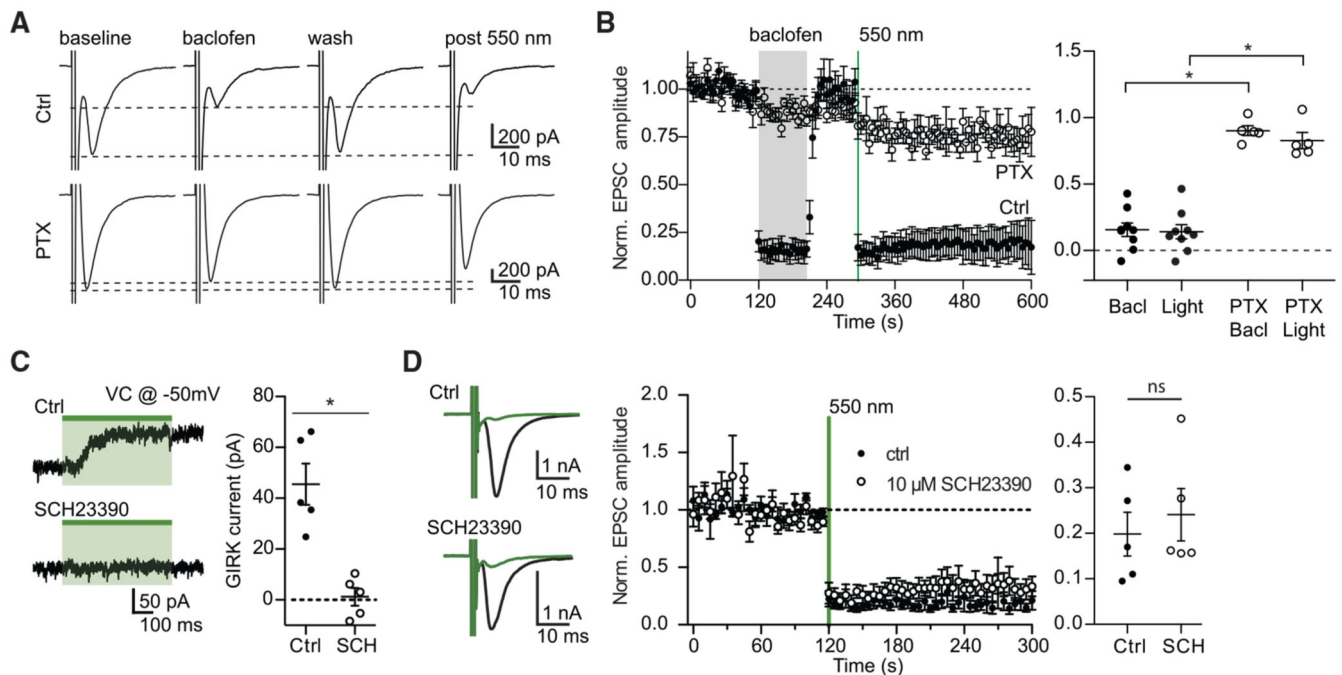 A
baseline
baclofen
wash
post 550 nm
Ctrl
200 pA
10 ms
PTX
200 pA
10 ms
B
baclofen
550 nm
Norm. EPSC amplitude
1.00
0.75
0.50
0.25
0.00
PTX
Ctrl
0 120 240 360 480 600
Time (s)
1.5
1.0
0.5
0.0
*
*
Bacl Light PTX PTX
Bacl Light
C
VC @ -50mV
Ctrl
SCH23390
50 pA
100 ms
GIRK current (pA)
80
60
40
20
0
*
Ctrl SCH
D
Ctrl
1 nA
10 ms
SCH23390
1 nA
10 ms
Norm. EPSC amplitude
2.0
1.5
1.0
0.5
0.0
550 nm
ctrl
10 µM SCH23390
0 60 120 180 240 300
Time (s)
0.5
0.4
0.3
0.2
0.1
0.0
ns
Ctrl SCH